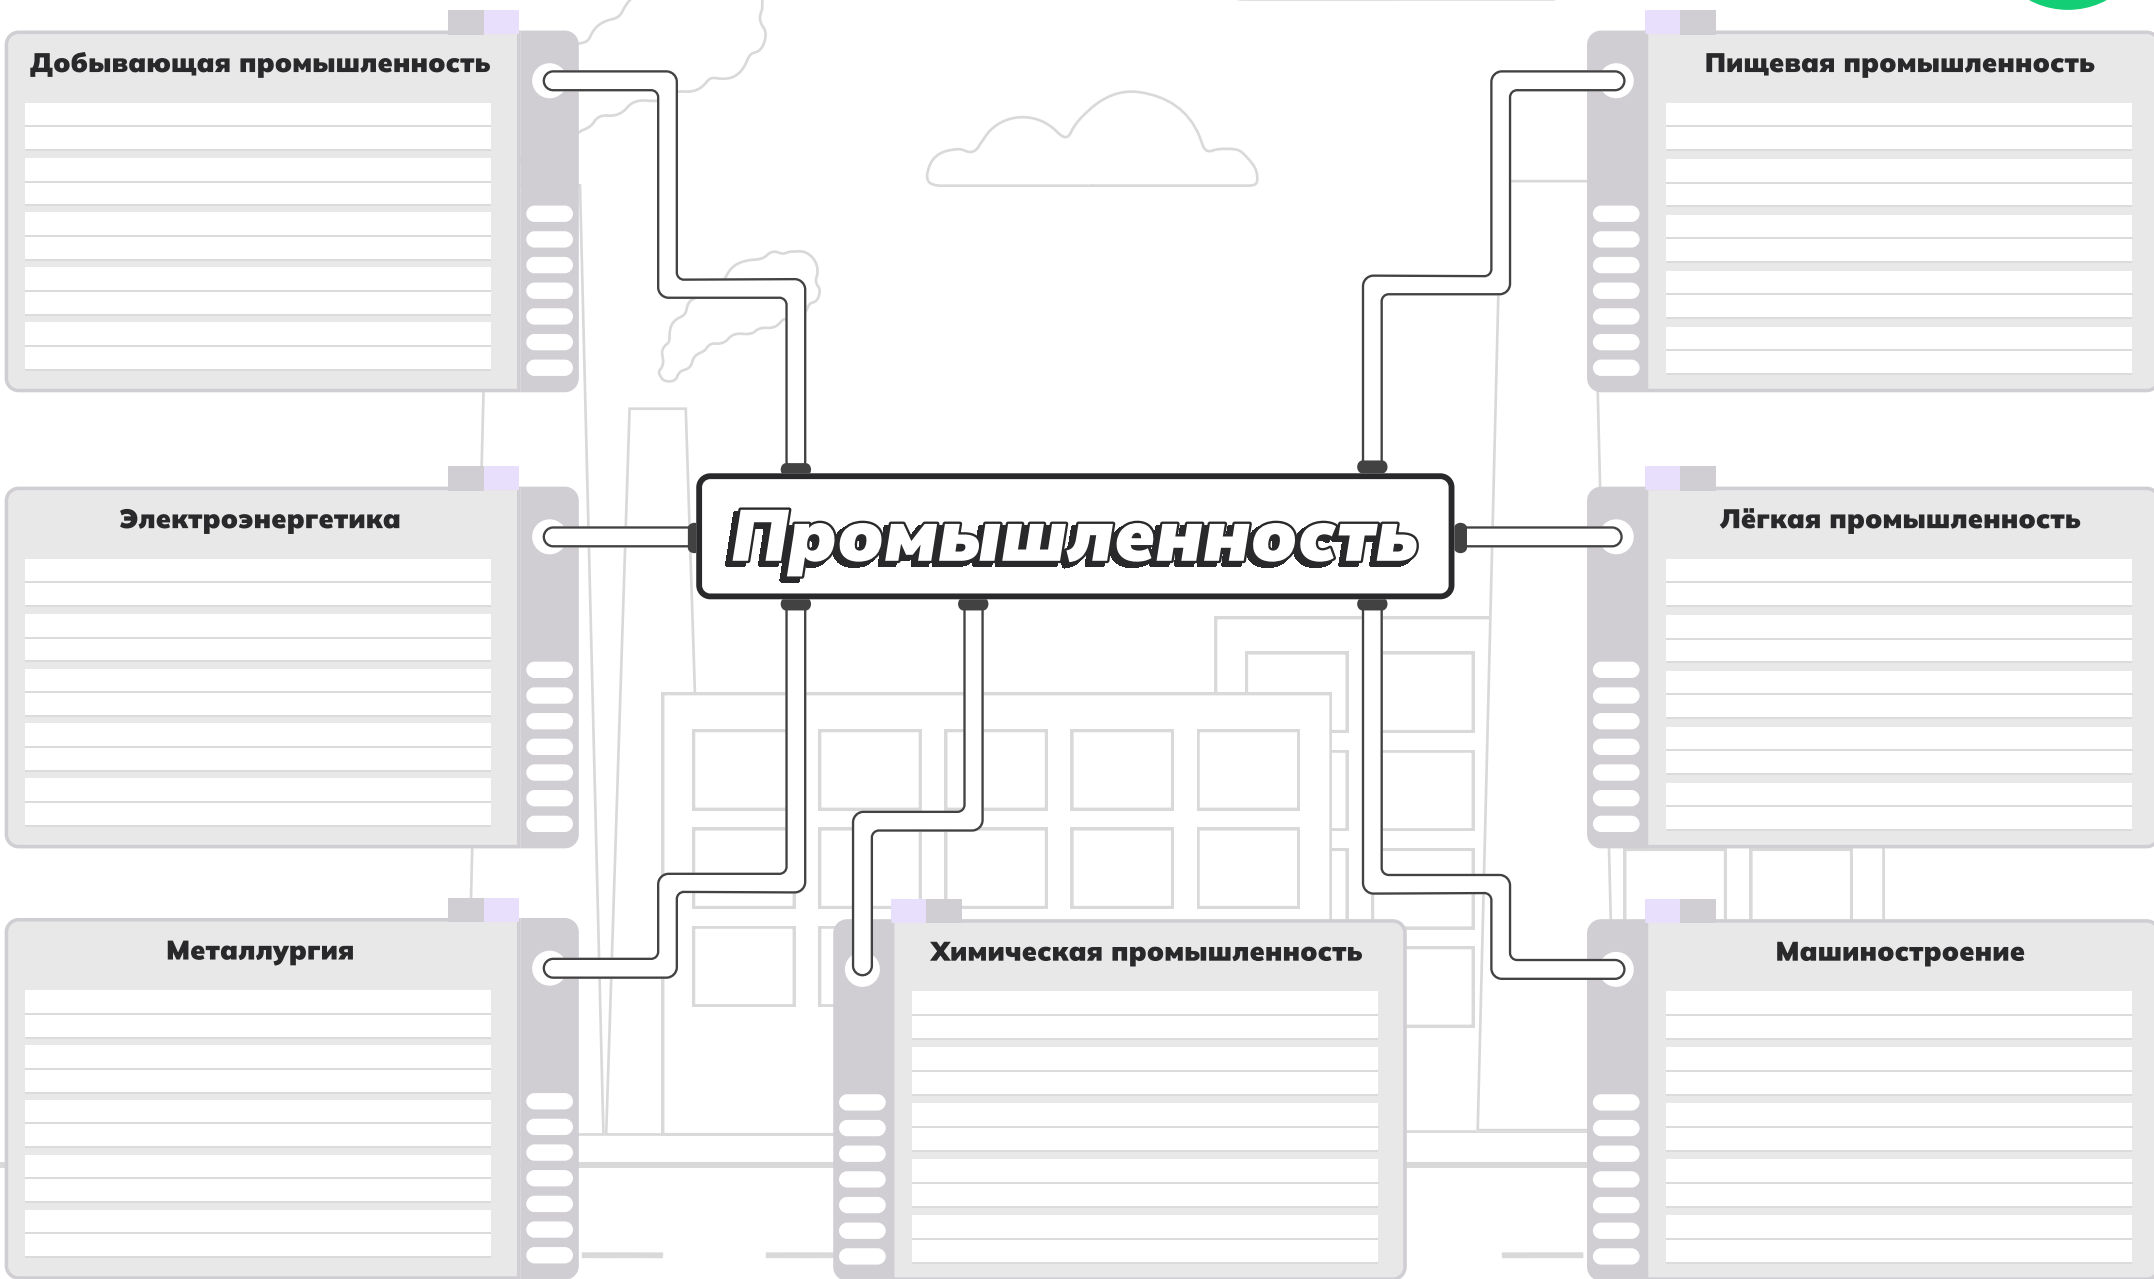 Добывающая промышленность
Пищевая промышленность
Электроэнергетика
Промышленность
Лёгкая промышленность
Металлургия
Химическая промышленность
Машиностроение